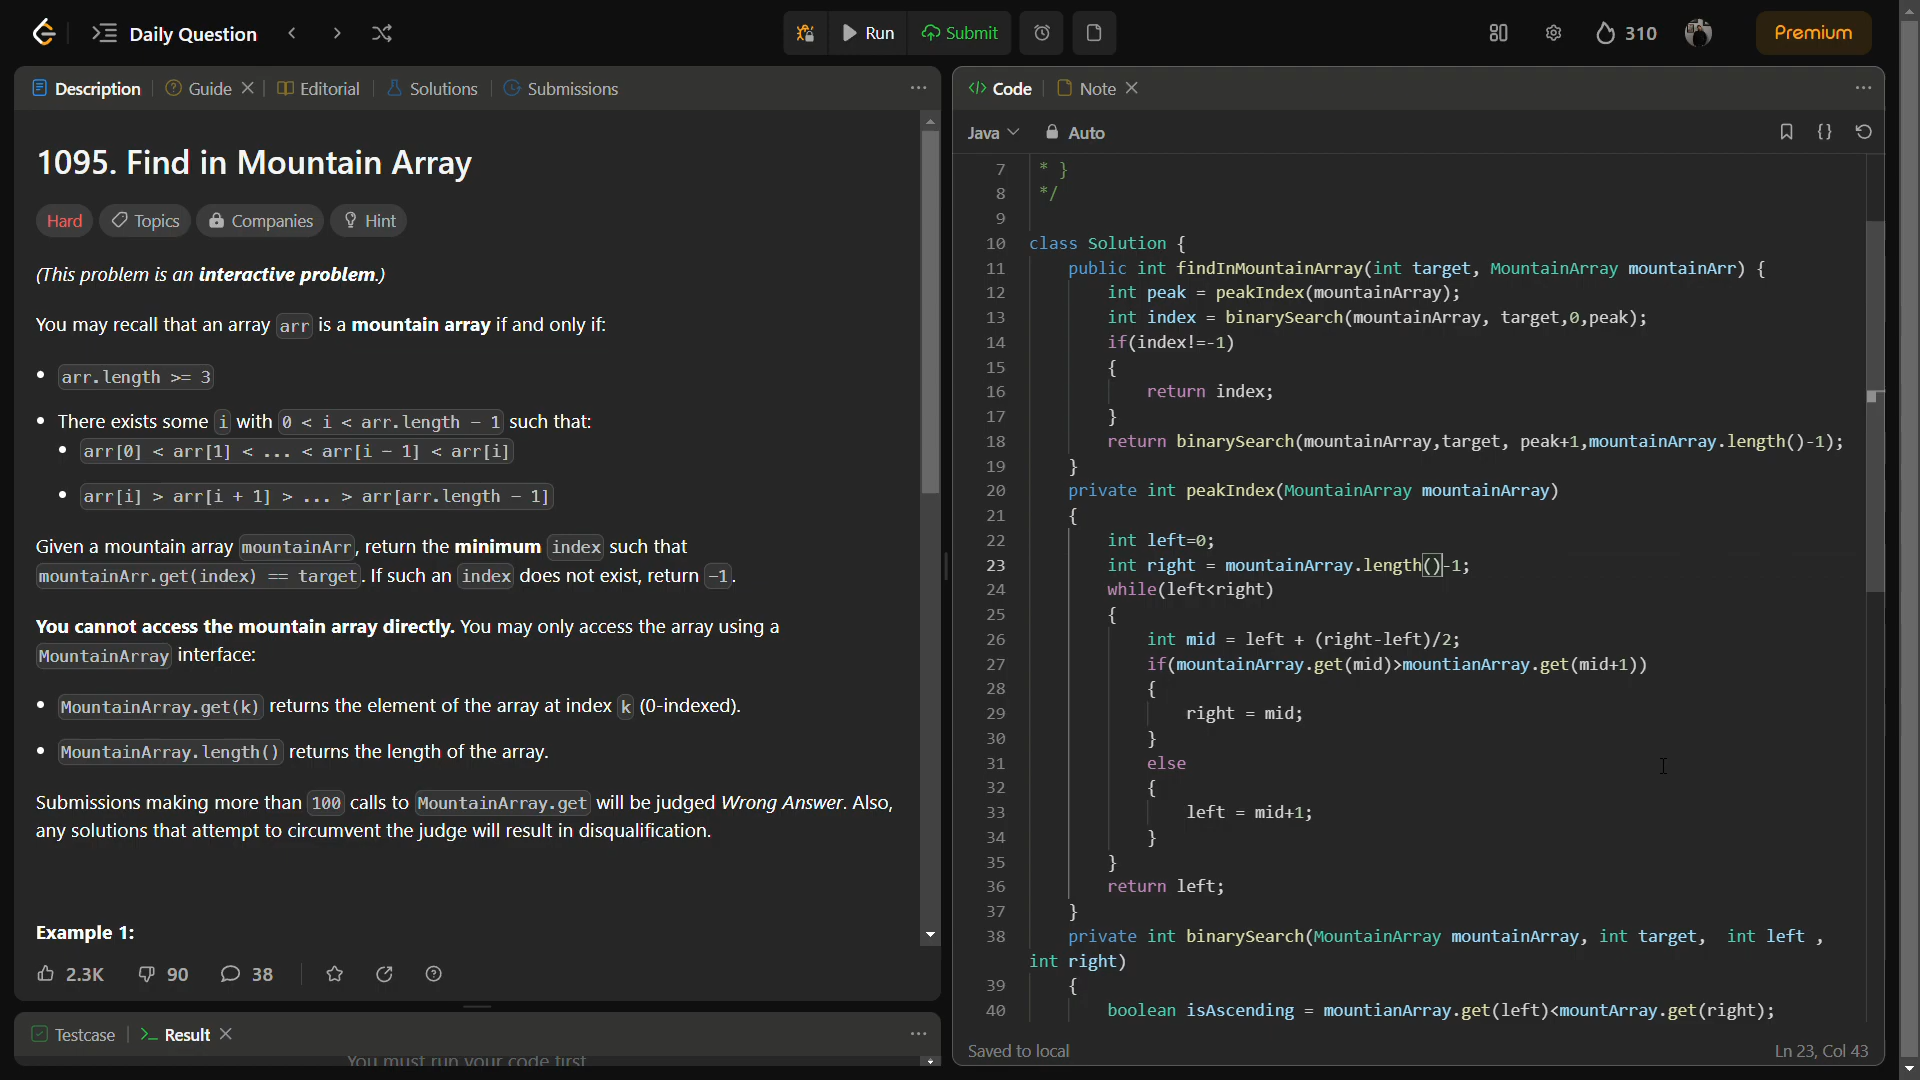 Daily Question
Run
Submit
310
Premium
Description
Guide
Editorial
Solutions
Submissions
1095. Find in Mountain Array
Hard
Topics
Companies
Hint
(This problem is an interactive problem.)
You may recall that an array arr is a mountain array if and only if:
• arr.length >= 3
• There exists some i with 0 < i < arr.length - 1 such that:
• arr[0] < arr[1] < ... < arr[i - 1] < arr[i]
• arr[i] > arr[i + 1] > ... > arr[arr.length - 1]
Given a mountain array mountainArr, return the minimum index such that
mountainArr.get(index) == target. If such an index does not exist, return -1.
You cannot access the mountain array directly. You may only access the array using a
MountainArray interface:
• MountainArray.get(k) returns the element of the array at index k (0-indexed).
• MountainArray.length() returns the length of the array.
Submissions making more than 100 calls to MountainArray.get will be judged Wrong Answer. Also,
any solutions that attempt to circumvent the judge will result in disqualification.
Example 1:
2.3K
90
38
Testcase
>_ Result
You must run your code first
</> Code
Note
Java
Auto
7 * }
8 */
9
10 class Solution {
11 public int findInMountainArray(int target, MountainArray mountainArr) {
12 int peak = peakIndex(mountainArray);
13 int index = binarySearch(mountainArray, target,0,peak);
14 if(index!=-1)
15 {
16 return index;
17 }
18 return binarySearch(mountainArray,target, peak+1,mountainArray.length()-1);
19 }
20 private int peakIndex(MountainArray mountainArray)
21 {
22 int left=0;
23 int right = mountainArray.length()-1;
24 while(left<right)
25 {
26 int mid = left + (right-left)/2;
27 if(mountainArray.get(mid)>mountianArray.get(mid+1))
28 {
29 right = mid;
30 }
31 else
32 {
33 left = mid+1;
34 }
35 }
36 return left;
37 }
38 private int binarySearch(MountainArray mountainArray, int target, int left ,
int right)
39 {
40 boolean isAscending = mountianArray.get(left)<mountArray.get(right);
Saved to local
Ln 23, Col 43